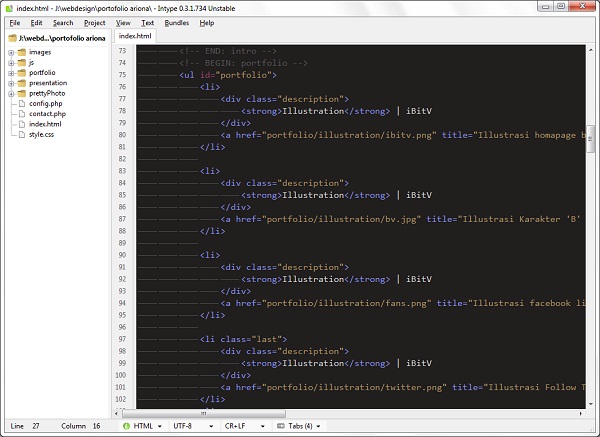 index.html - J:\webdesign\portofolio ariona\ - Intype 0.3.1.734 Unstable
File Edit Search Project View Text Bundles Help
J:\webd...\portofolio ariona
images
js
portfolio
presentation
prettyPhoto
config.php
contact.php
index.html
style.css
index.html
73 <!-- END: intro -->
74 <!-- BEGIN: portfolio -->
75 <ul id="portfolio">
76 <li>
77 <div class="description">
78 <strong>Illustration</strong> | iBitV
79 </div>
80 <a href="portfolio/illustration/ibitv.png" title="Illustrasi homapage b
81 </li>
82
83 <li>
84 <div class="description">
85 <strong>Illustration</strong> | iBitV
86 </div>
87 <a href="portfolio/illustration/bv.jpg" title="Illustrasi Karakter 'B'
88 </li>
89
90 <li>
91 <div class="description">
92 <strong>Illustration</strong> | iBitV
93 </div>
94 <a href="portfolio/illustration/fans.png" title="Illustrasi facebook li
95 </li>
96
97 <li class="last">
98 <div class="description">
99 <strong>Illustration</strong> | iBitV
100 </div>
101 <a href="portfolio/illustration/twitter.png" title="Illustrasi Follow T
102 </li>
Line 27 Column 16 HTML UTF-8 CR+LF Tabs (4)